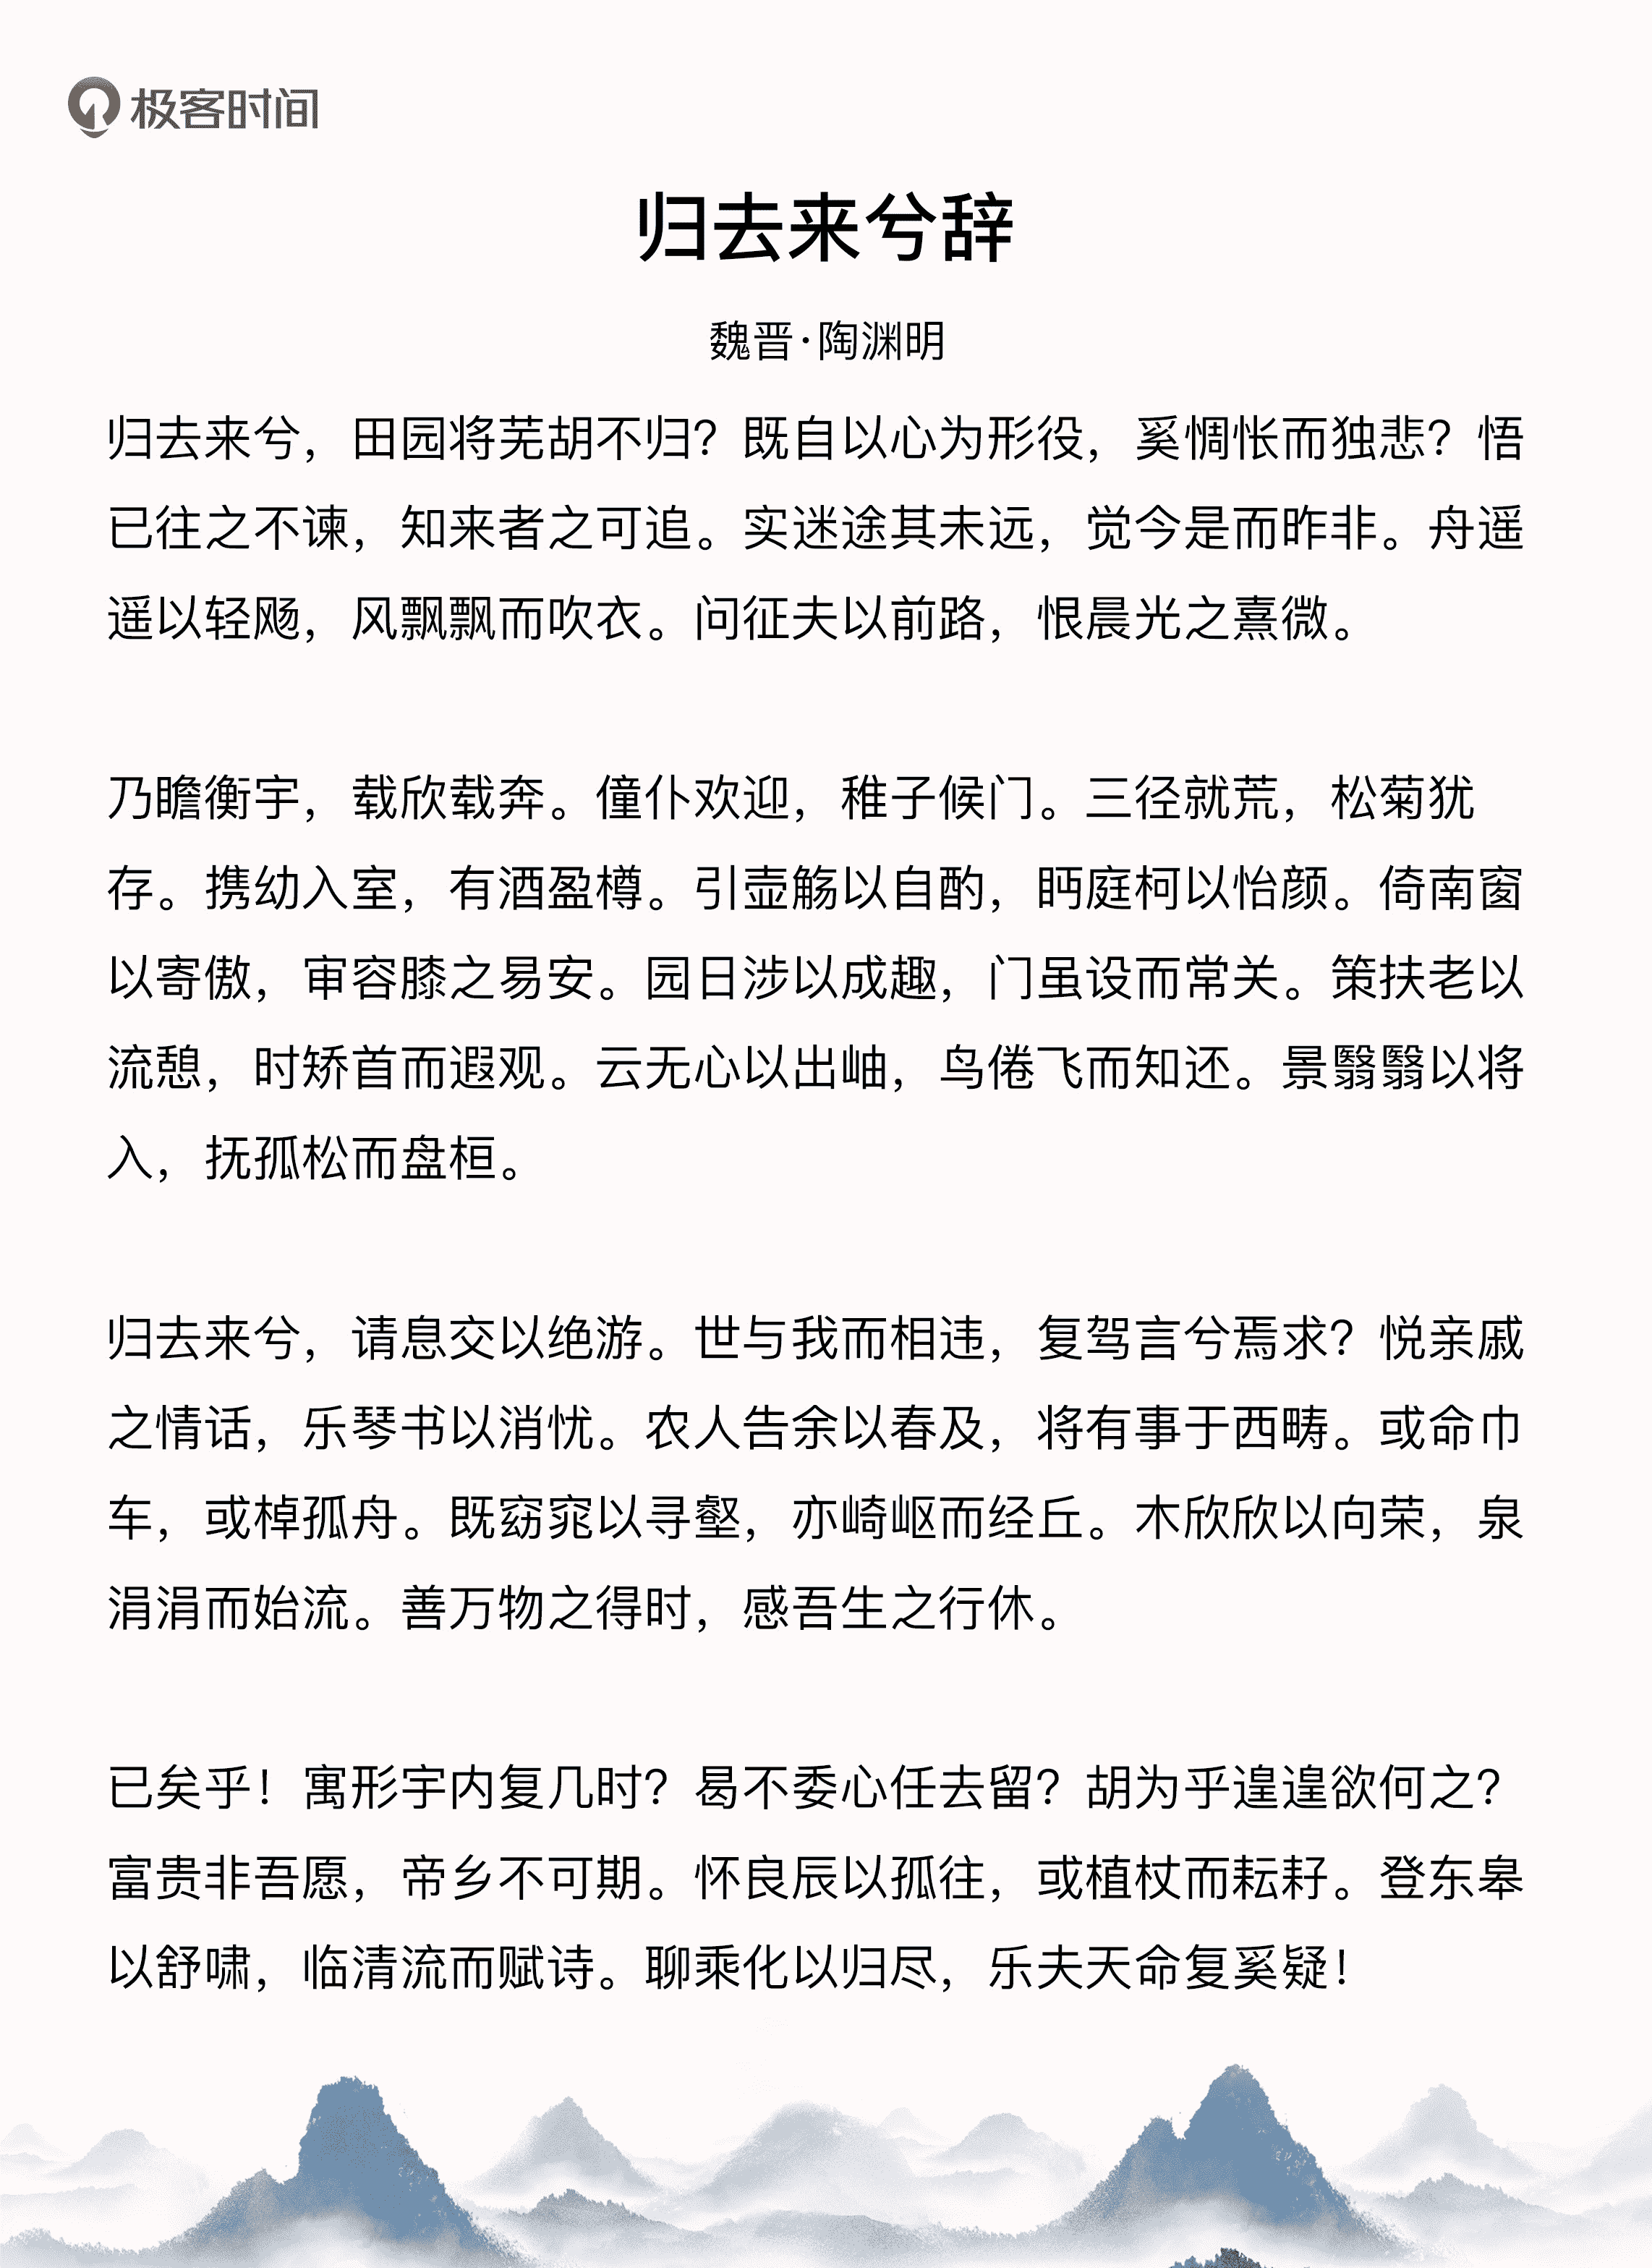 极客时间
归去来兮辞
魏晋·陶渊明
归去来兮，田园将芜胡不归？既自以心为形役，奚惆怅而独悲？悟
已往之不谏，知来者之可追。实迷途其未远，觉今是而昨非。舟遥
遥以轻飏，风飘飘而吹衣。问征夫以前路，恨晨光之熹微。
乃瞻衡宇，载欣载奔。僮仆欢迎，稚子候门。三径就荒，松菊犹
存。携幼入室，有酒盈樽。引壶觞以自酌，眄庭柯以怡颜。倚南窗
以寄傲，审容膝之易安。园日涉以成趣，门虽设而常关。策扶老以
流憩，时矫首而遐观。云无心以出岫，鸟倦飞而知还。景翳翳以将
入，抚孤松而盘桓。
归去来兮，请息交以绝游。世与我而相违，复驾言兮焉求？悦亲戚
之情话，乐琴书以消忧。农人告余以春及，将有事于西畴。或命巾
车，或棹孤舟。既窈窕以寻壑，亦崎岖而经丘。木欣欣以向荣，泉
涓涓而始流。善万物之得时，感吾生之行休。
已矣乎！寓形宇内复几时？曷不委心任去留？胡为乎遑遑欲何之？
富贵非吾愿，帝乡不可期。怀良辰以孤往，或植杖而耘耔。登东皋
以舒啸，临清流而赋诗。聊乘化以归尽，乐夫天命复奚疑！